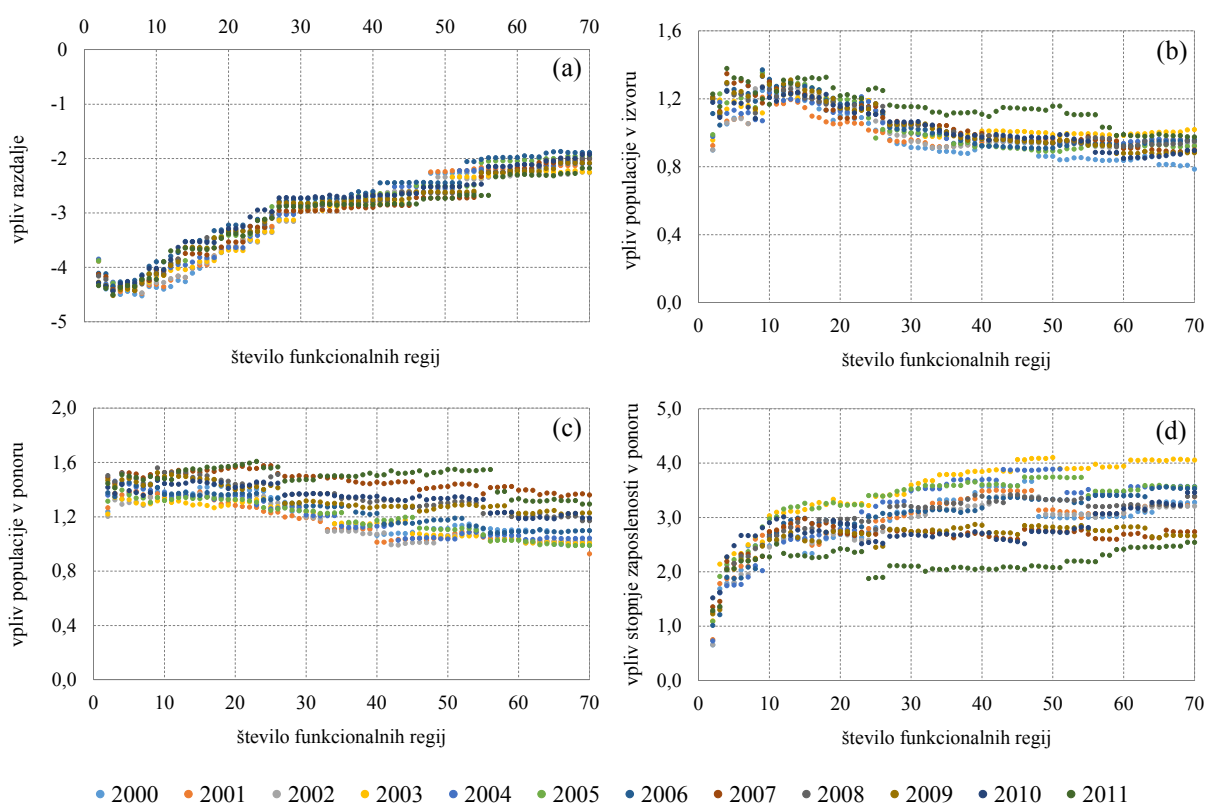 0 10 20 30 40 50 60 70
(a)
0
-1
-2
-3
-4
-5
vpliv razdalje
število funkcionalnih regij
(b)
1,6
1,2
0,8
0,4
0,0
vpliv populacije v izvoru
0 10 20 30 40 50 60 70
število funkcionalnih regij
(c)
2,0
1,6
1,2
0,8
0,4
0,0
vpliv populacije v ponoru
0 10 20 30 40 50 60 70
število funkcionalnih regij
(d)
5,0
4,0
3,0
2,0
1,0
0,0
vpliv stopnje zaposlenosti v ponoru
0 10 20 30 40 50 60 70
število funkcionalnih regij
2000 2001 2002 2003 2004 2005 2006 2007 2008 2009 2010 2011